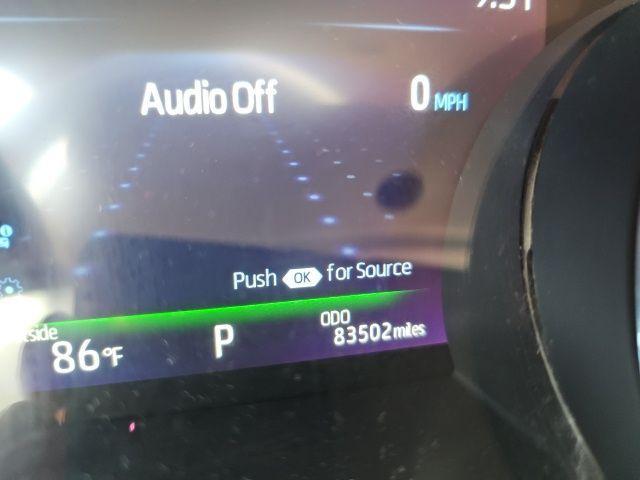 Audio Off
0 MPH
Push OK for Source
86°F
P
ODO
83502 miles